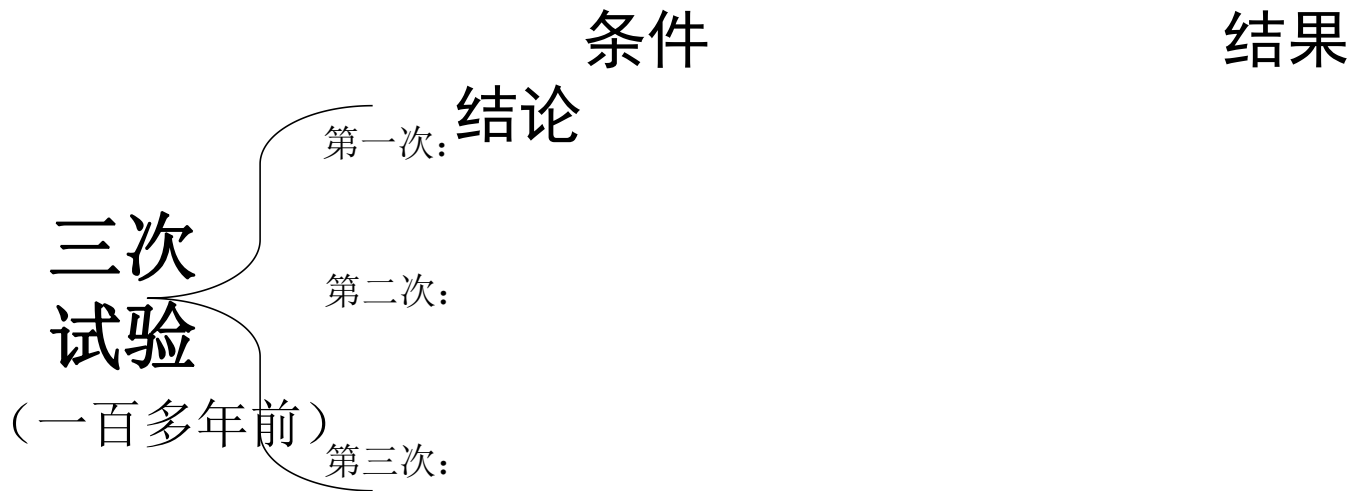 条件 结果
结论
第一次：
三次
试验
（一百多年前）
第二次：
第三次：